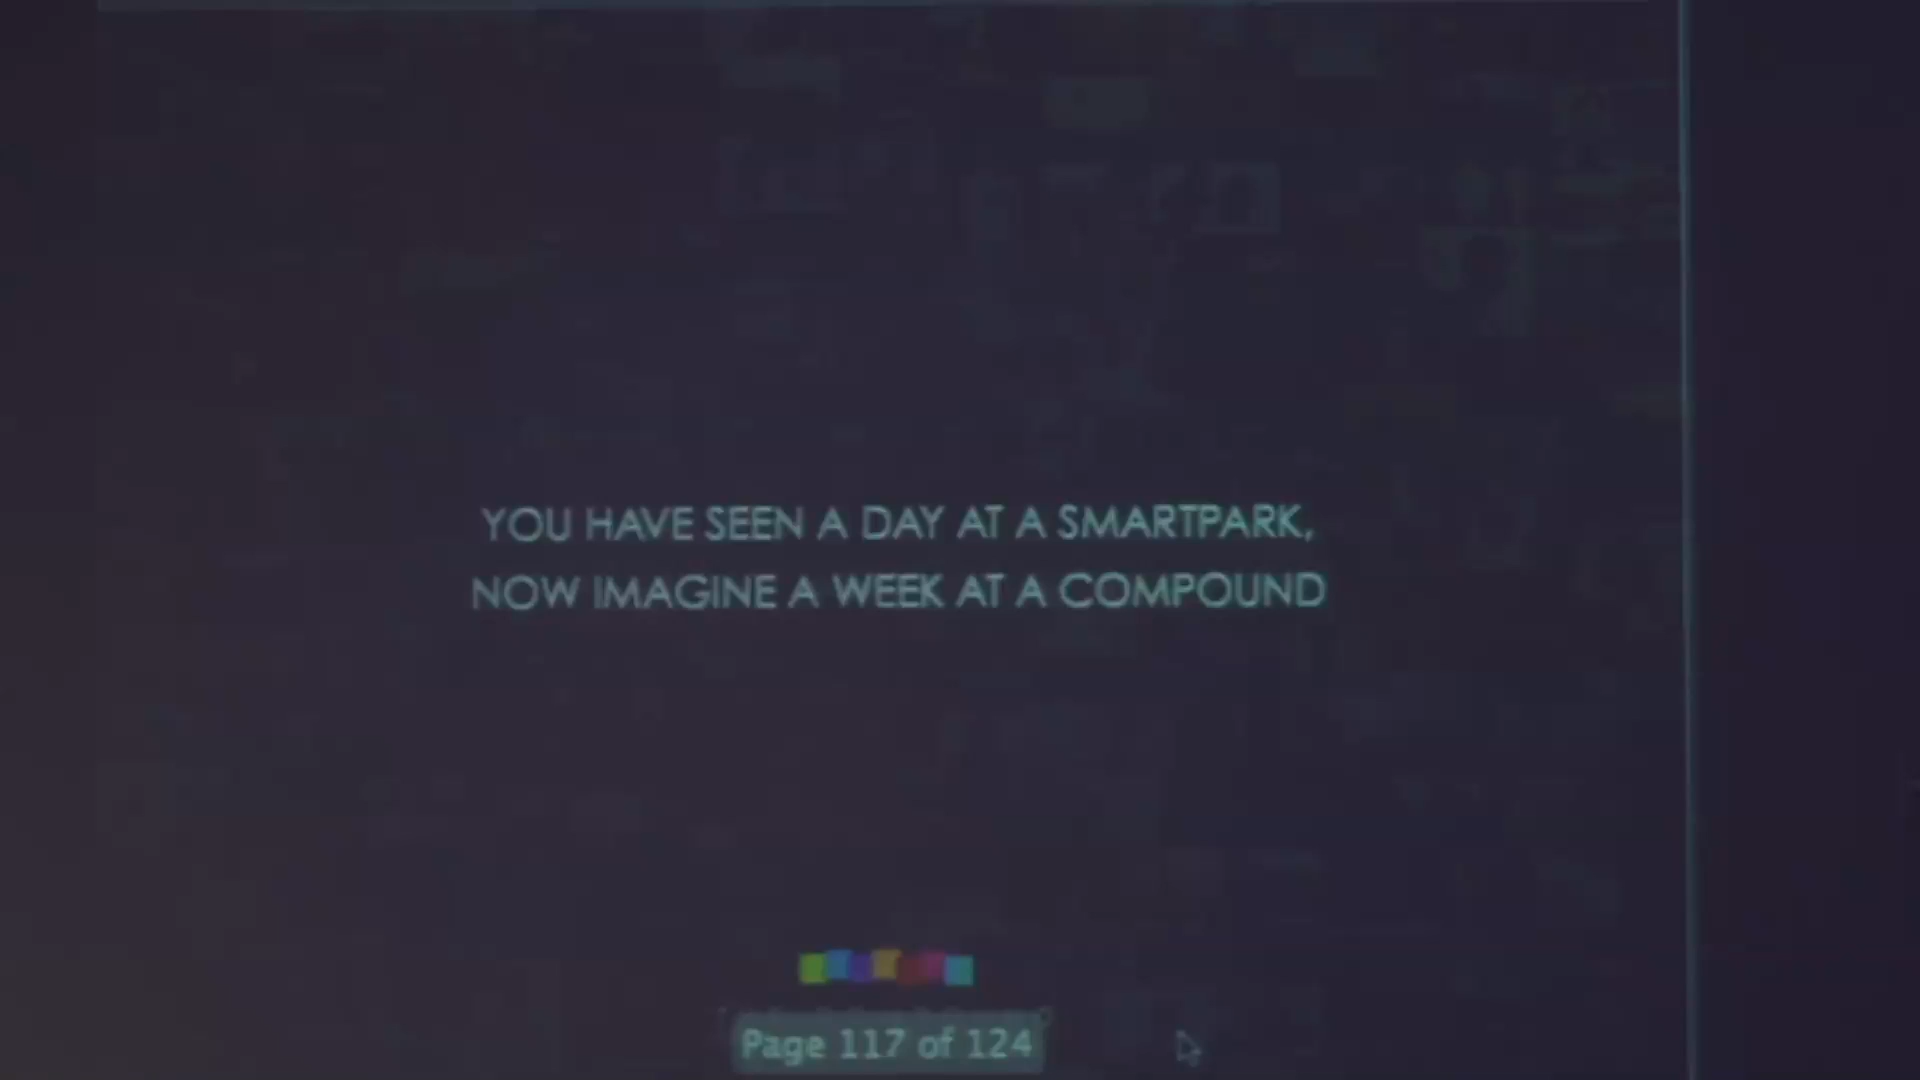 YOU HAVE SEEN A DAY AT A SMARTPARK,
NOW IMAGINE A WEEK AT A COMPOUND
Page 117 of 124